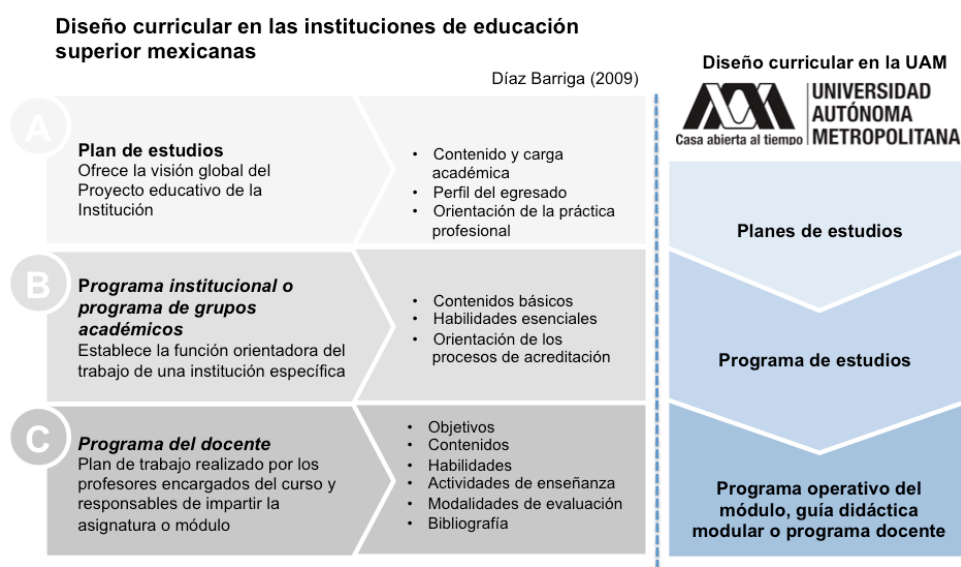 Diseño curricular en las instituciones de educación
superior mexicanas
Díaz Barriga (2009)
A
Plan de estudios
Ofrece la visión global del
Proyecto educativo de la
Institución
• Contenido y carga
académica
• Perfil del egresado
• Orientación de la práctica
profesional
B
Programa institucional o
programa de grupos
académicos
Establece la función orientadora del
trabajo de una institución específica
• Contenidos básicos
• Habilidades esenciales
• Orientación de los
procesos de acreditación
C
Programa del docente
Plan de trabajo realizado por los
profesores encargados del curso y
responsables de impartir la
asignatura o módulo
• Objetivos
• Contenidos
• Habilidades
• Actividades de enseñanza
• Modalidades de evaluación
• Bibliografía
Diseño curricular en la UAM
Casa abierta al tiempo
UNIVERSIDAD
AUTÓNOMA
METROPOLITANA
Planes de estudios
Programa de estudios
Programa operativo del
módulo, guía didáctica
modular o programa docente